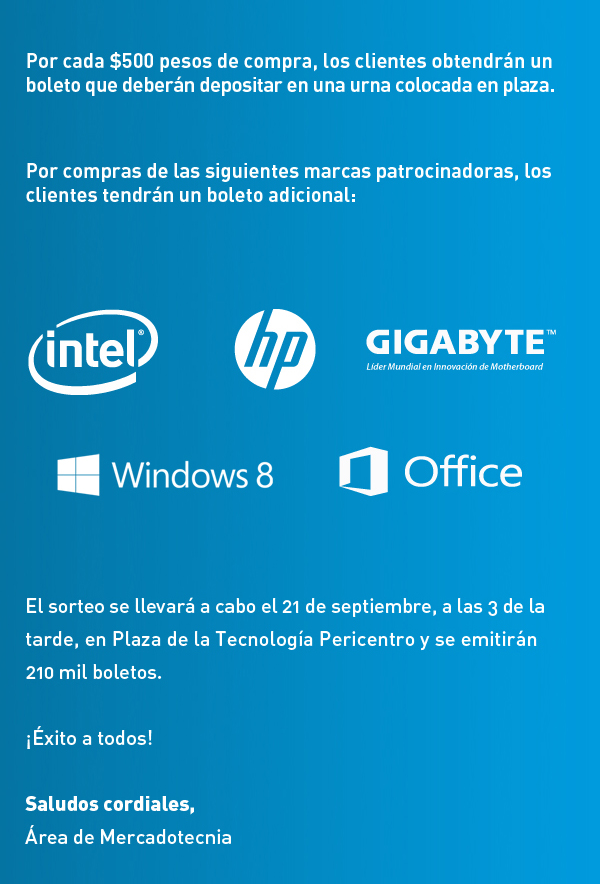 Por cada $500 pesos de compra, los clientes obtendrán un
boleto que deberán depositar en una urna colocada en plaza.
Por compras de las siguientes marcas patrocinadoras, los
clientes tendrán un boleto adicional:
intel®
hp
GIGABYTE™
Líder Mundial en Innovación de Motherboard
Windows 8
Office
El sorteo se llevará a cabo el 21 de septiembre, a las 3 de la
tarde, en Plaza de la Tecnología Pericentro y se emitirán
210 mil boletos.
¡Éxito a todos!
Saludos cordiales,
Área de Mercadotecnia